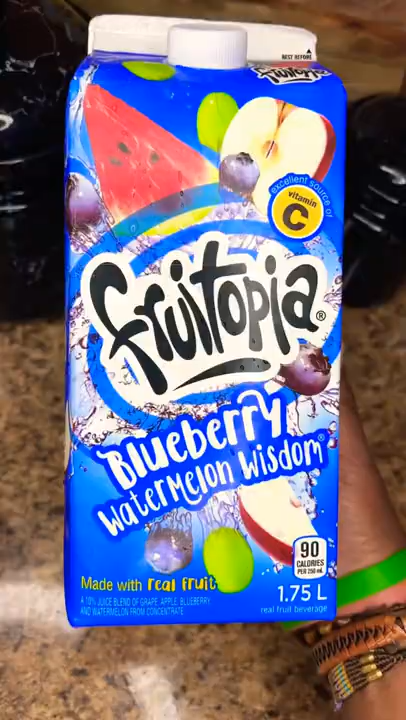 BEST BEFORE
fruitopia
excellent source of
vitamin
C
fruitopia®
Blueberry
Watermelon Wisdom®
90
CALORIES
PER 250 mL
Made with real fruit
A 10% JUICE BLEND OF GRAPE, APPLE, BLUEBERRY
AND WATERMELON FROM CONCENTRATE
1.75 L
real fruit beverage